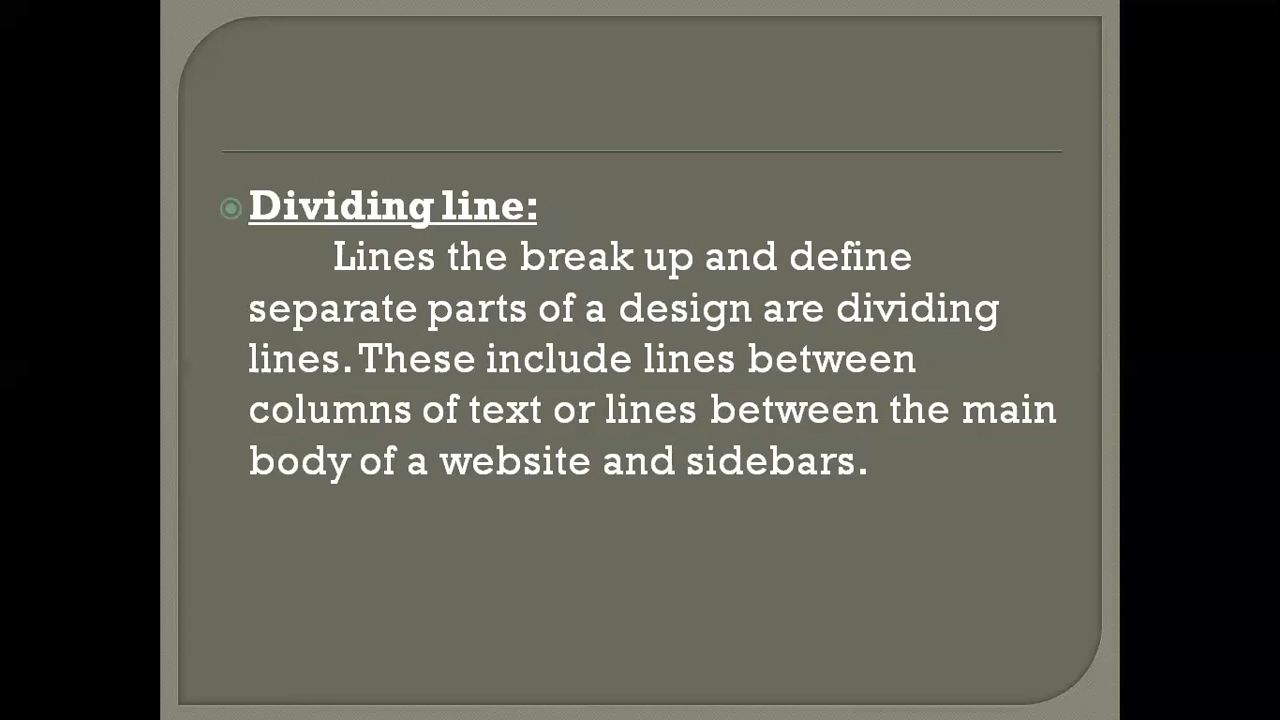 Dividing line:
Lines the break up and define
separate parts of a design are dividing
lines. These include lines between
columns of text or lines between the main
body of a website and sidebars.